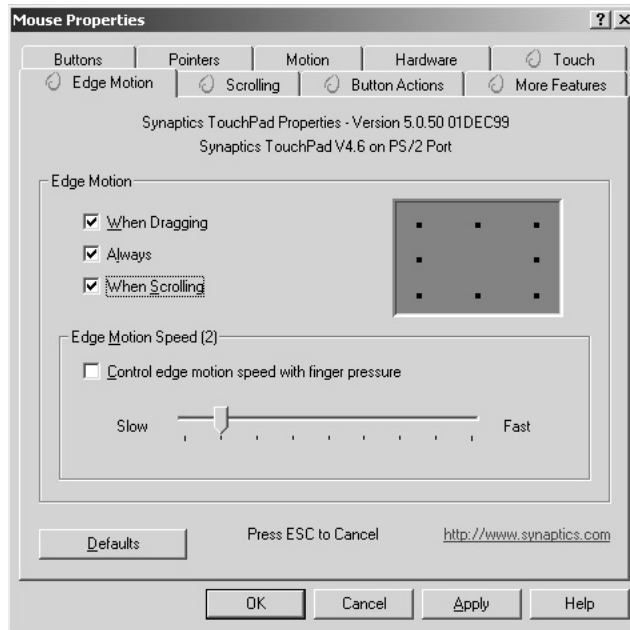 Mouse Properties
Buttons Pointers Motion Hardware Touch
Edge Motion Scrolling Button Actions More Features
Synaptics TouchPad Properties - Version 5.0.50 01DEC99
Synaptics TouchPad V4.6 on PS/2 Port
Edge Motion
When Dragging
Always
When Scrolling
Edge Motion Speed (2)
Control edge motion speed with finger pressure
Slow Fast
Defaults Press ESC to Cancel http://www.synaptics.com
OK Cancel Apply Help